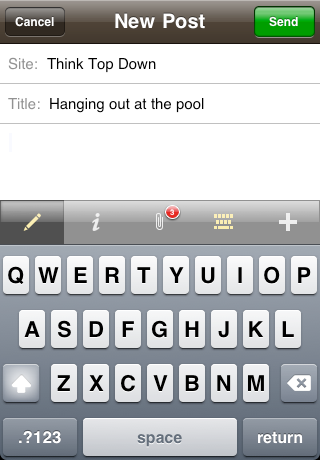 Cancel New Post Send
Site: Think Top Down
Title: Hanging out at the pool
3
Q W E R T Y U I O P
A S D F G H J K L
Z X C V B N M
.?123 space return